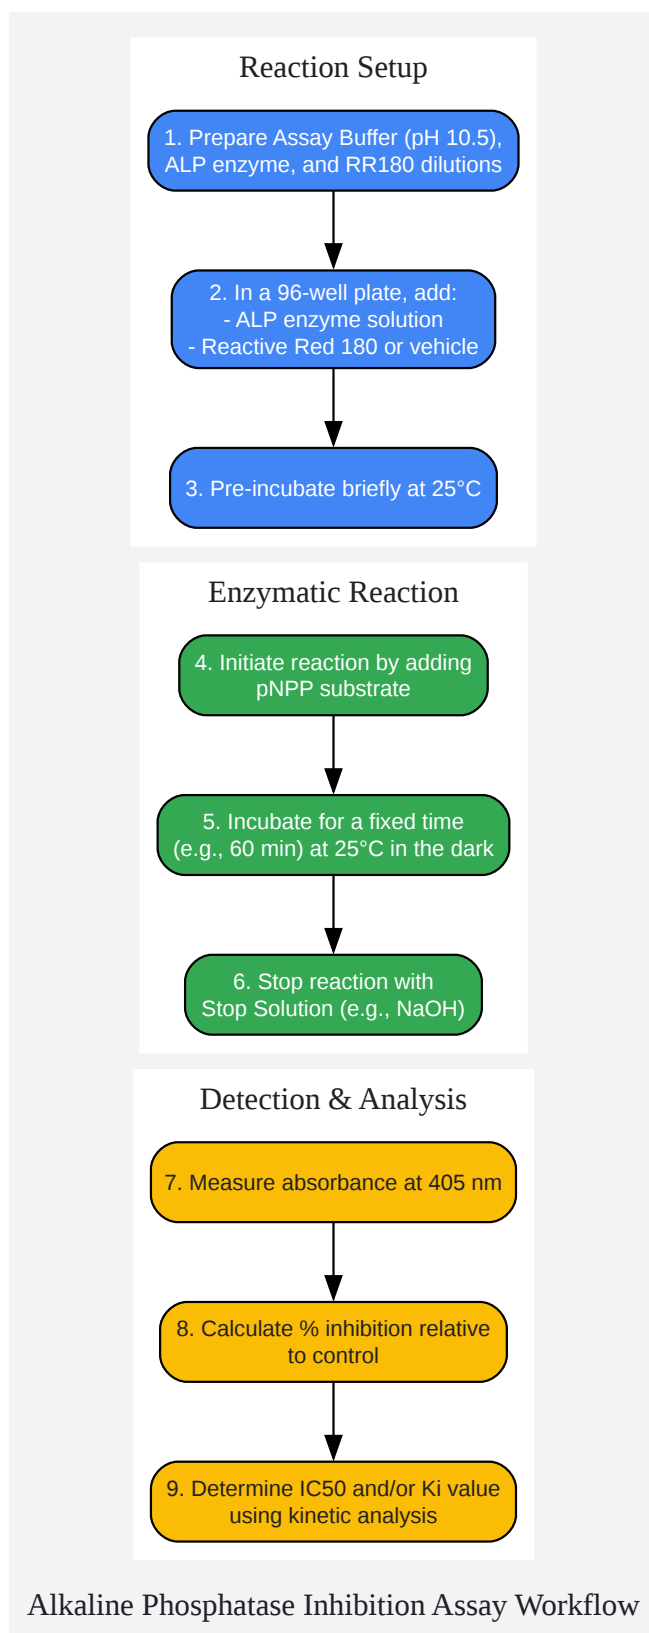 Reaction Setup
1. Prepare Assay Buffer (pH 10.5),
ALP enzyme, and RR180 dilutions
2. In a 96-well plate, add:
- ALP enzyme solution
- Reactive Red 180 or vehicle
3. Pre-incubate briefly at 25°C
Enzymatic Reaction
4. Initiate reaction by adding
pNPP substrate
5. Incubate for a fixed time
(e.g., 60 min) at 25°C in the dark
6. Stop reaction with
Stop Solution (e.g., NaOH)
Detection & Analysis
7. Measure absorbance at 405 nm
8. Calculate % inhibition relative
to control
9. Determine IC50 and/or Ki value
using kinetic analysis
Alkaline Phosphatase Inhibition Assay Workflow